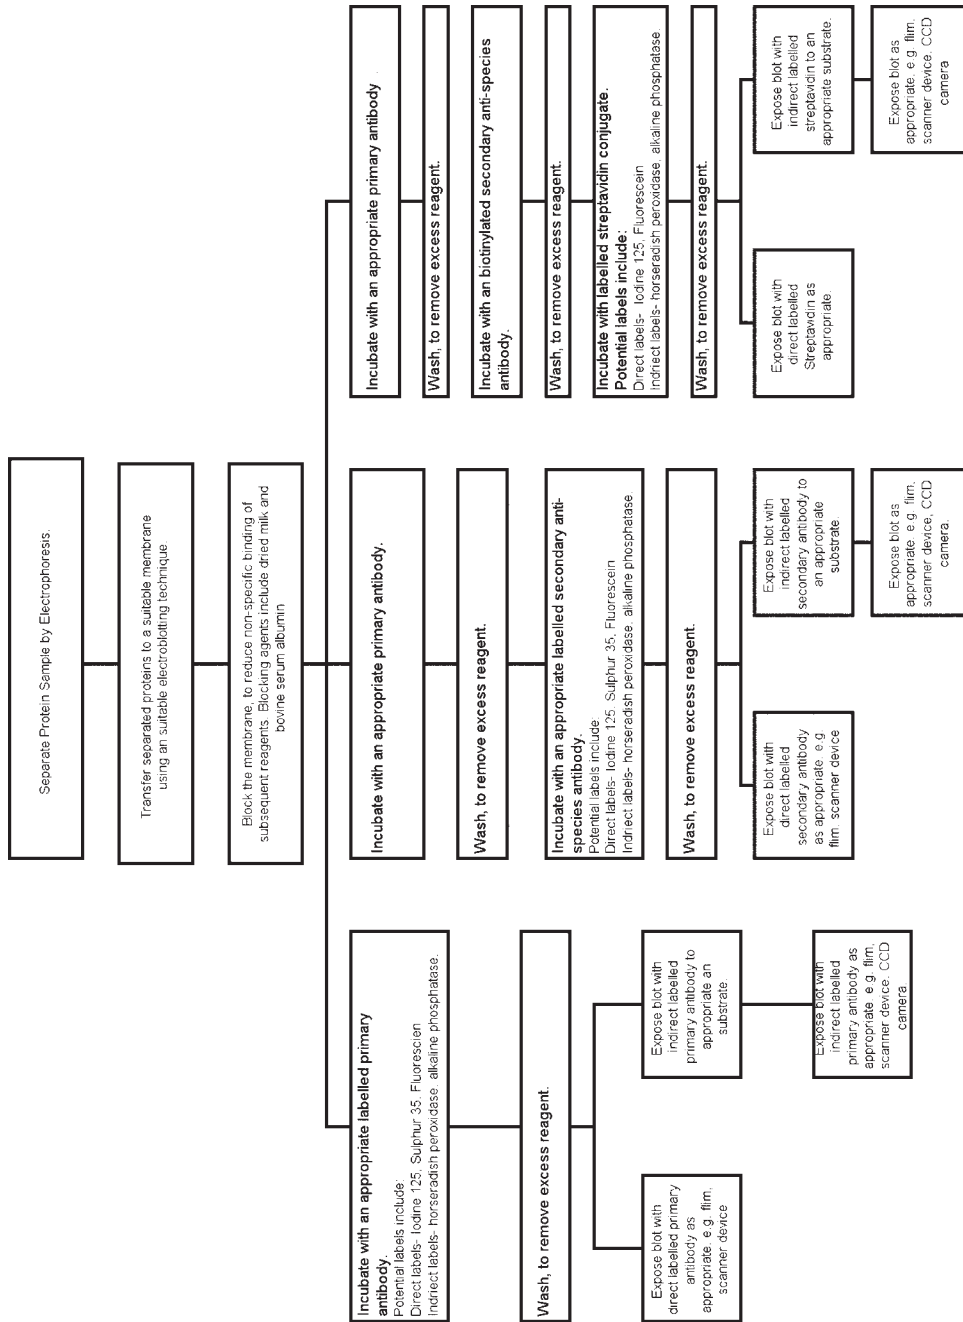 Separate Protein Sample by Electrophoresis.
Transfer separated proteins to a suitable membrane
using an suitable electroblotting technique.
Block the membrane, to reduce non-specific binding of
subsequent reagents. Blocking agents include dried milk and
bovine serum albumin
Incubate with an appropriate labelled primary
antibody.
Potential labels include:
Direct labels- Iodine 125, Sulphur 35, Fluorescien
Indriect labels- horseradish peroxidase, alkaline phosphatase.
Wash, to remove excess reagent.
Expose blot with
direct labelled primary
antibody as
appropriate. e.g. flim,
scanner device
Expose blot with
indirect labelled
primary antibody to
appropriate an
substrate.
Expose blot with
indirect labelled
primary antibody as
appropriate. e.g. flim,
scanner device, CCD
camera.
Incubate with an appropriate primary antibody.
Wash, to remove excess reagent.
Incubate with an appropriate labelled secondary anti-
species antibody.
Potential labels include:
Direct labels- Iodine 125, Sulphur 35, Fluorescein
Indriect labels- horseradish peroxidase, alkaline phosphatase.
Wash, to remove excess reagent.
Expose blot with
direct labelled
secondary antibody
as appropriate. e.g.
flim, scanner device
Expose blot with
indirect labelled
secondary antibody to
an appropriate
substrate.
Expose blot as
appropriate. e.g. flim,
scanner device, CCD
camera.
Incubate with an appropriate primary antibody .
Wash, to remove excess reagent.
Incubate with an biotinylated secondary anti-species
antibody.
Wash, to remove excess reagent.
Incubate with labelled streptavidin conjugate.
Potential labels include:
Direct labels- Iodine 125, Fluorescein
Indriect labels- horseradish peroxidase, alkaline phosphatase.
Wash, to remove excess reagent.
Expose blot with
direct labelled
Streptavidin as
appropriate.
Expose blot with
indirect labelled
streptavidin to an
appropriate substrate.
Expose blot as
appropriate, e.g. flim,
scanner device, CCD
camera